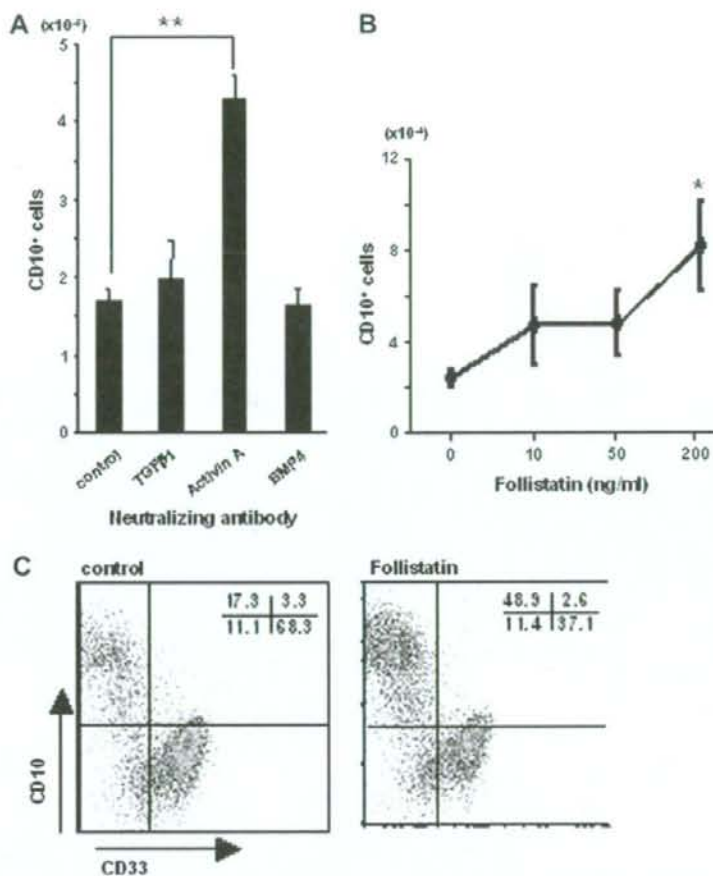 A
(x10⁻²)
**
5
4
3
2
1
0
CD10⁺ cells
control
TGFβ1
Activin A
BMP4
Neutralizing antibody
B
(x10⁻⁴)
12
8
4
0
*
CD10⁺ cells
0 10 50 200
Follistatin (ng/ml)
C
control
17.3 3.3
11.1 68.3
Follistatin
48.9 2.6
11.4 37.1
CD10
CD33